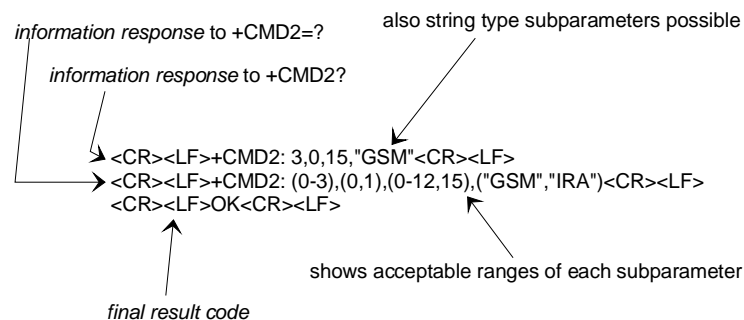 information response to +CMD2=?
also string type subparameters possible
information response to +CMD2?
<CR><LF>+CMD2: 3,0,15,"GSM"<CR><LF>
<CR><LF>+CMD2: (0-3),(0,1),(0-12,15),("GSM","IRA")<CR><LF>
<CR><LF>OK<CR><LF>
shows acceptable ranges of each subparameter
final result code